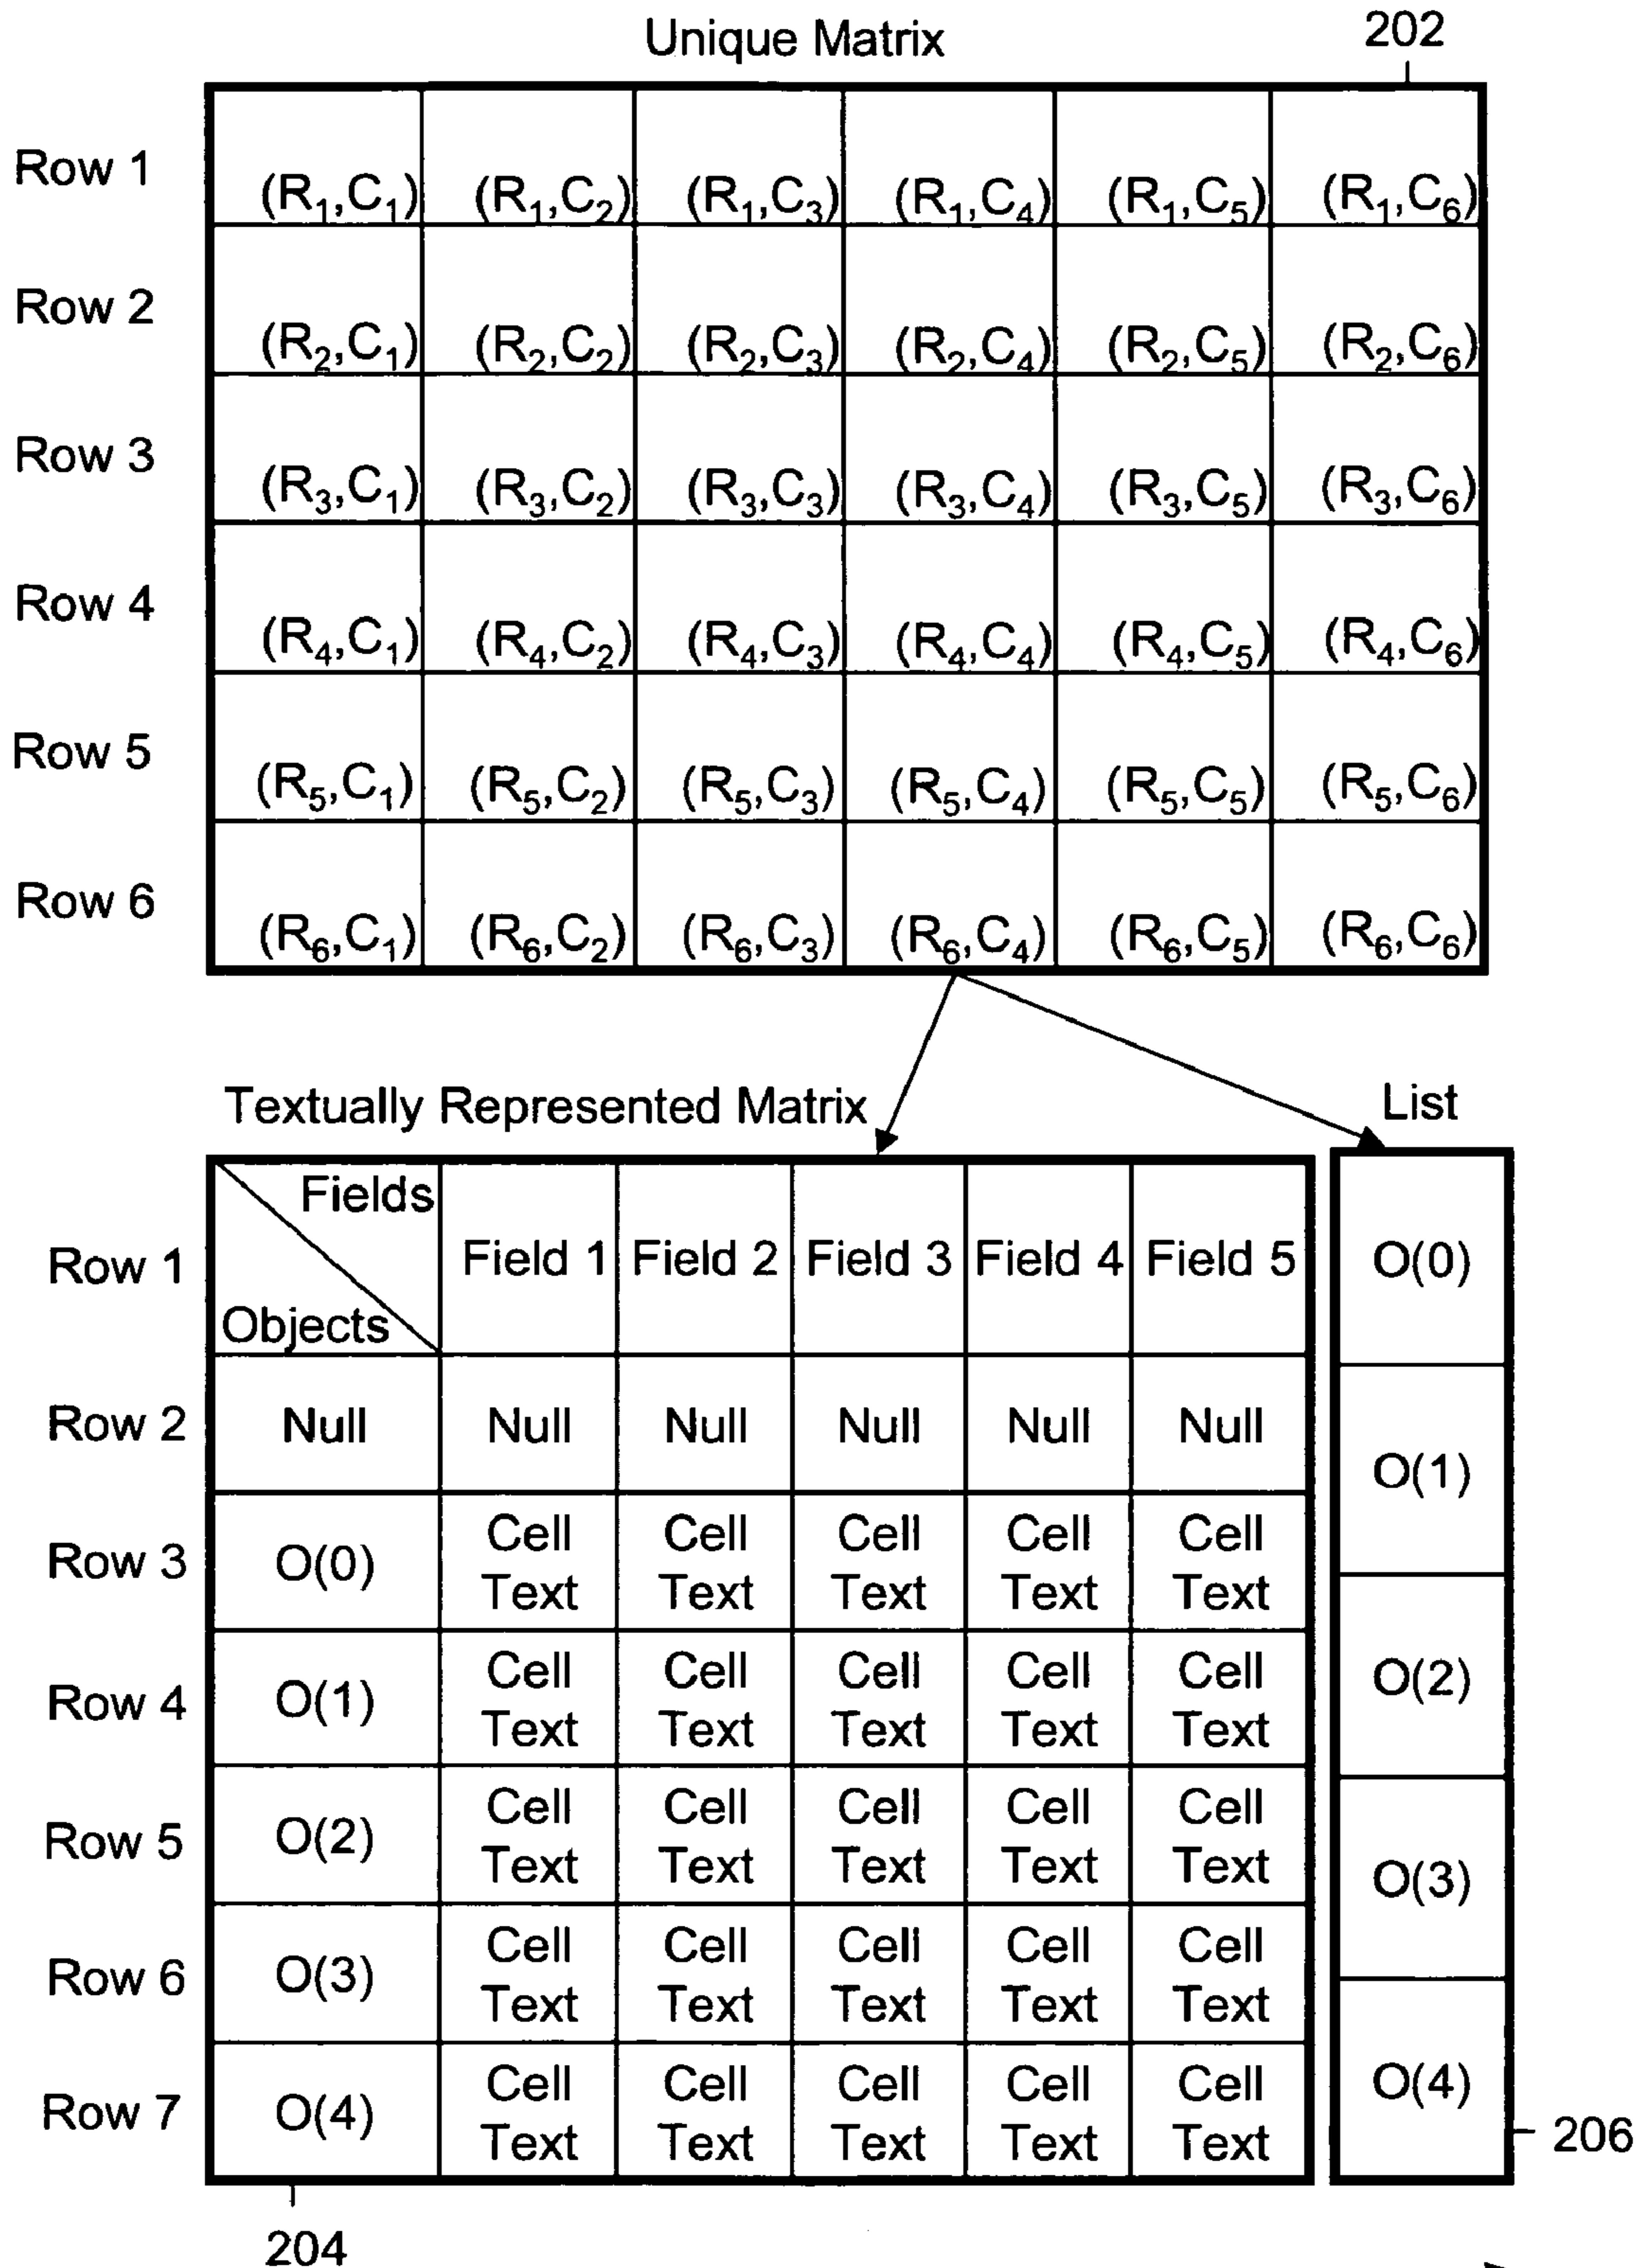 Unique Matrix 202
Row 1 (R₁,C₁) (R₁,C₂) (R₁,C₃) (R₁,C₄) (R₁,C₅) (R₁,C₆)
Row 2 (R₂,C₁) (R₂,C₂) (R₂,C₃) (R₂,C₄) (R₂,C₅) (R₂,C₆)
Row 3 (R₃,C₁) (R₃,C₂) (R₃,C₃) (R₃,C₄) (R₃,C₅) (R₃,C₆)
Row 4 (R₄,C₁) (R₄,C₂) (R₄,C₃) (R₄,C₄) (R₄,C₅) (R₄,C₆)
Row 5 (R₅,C₁) (R₅,C₂) (R₅,C₃) (R₅,C₄) (R₅,C₅) (R₅,C₆)
Row 6 (R₆,C₁) (R₆,C₂) (R₆,C₃) (R₆,C₄) (R₆,C₅) (R₆,C₆)
Textually Represented Matrix
Fields
Row 1 Field 1 Field 2 Field 3 Field 4 Field 5
Objects
Row 2 Null Null Null Null Null Null
Row 3 O(0) Cell Text Cell Text Cell Text Cell Text Cell Text
Row 4 O(1) Cell Text Cell Text Cell Text Cell Text Cell Text
Row 5 O(2) Cell Text Cell Text Cell Text Cell Text Cell Text
Row 6 O(3) Cell Text Cell Text Cell Text Cell Text Cell Text
Row 7 O(4) Cell Text Cell Text Cell Text Cell Text Cell Text
204
List
O(0)
O(1)
O(2)
O(3)
O(4)
206